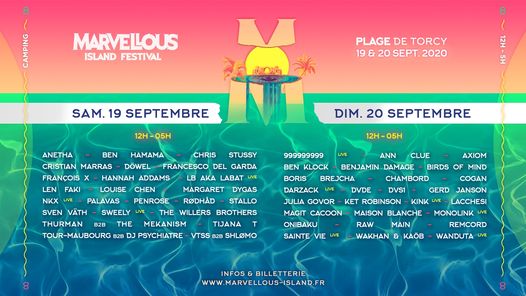 MARVELLOUS
ISLAND FESTIVAL
PLAGE DE TORCY
19 & 20 SEPT. 2020
8
CAMPING
8
12H - 5H
SAM. 19 SEPTEMBRE
12H – 05H
ANETHA – BEN HAMAMA – CHRIS STUSSY
CRISTIAN MARRAS – DÖWEL – FRANCESCO DEL GARDA
FRANÇOIS X – HANNAH ADDAMS – LB AKA LABAT LIVE
LEN FAKI – LOUISE CHEN – MARGARET DYGAS
NKX LIVE – PALAVAS – PENROSE – RØDHÅD – STALLO
SVEN VÄTH – SWEELY LIVE – THE WILLERS BROTHERS
THURMAN B2B THE MEKANISM – TIJANA T
TOUR-MAUBOURG B2B DJ PSYCHIATRE – VTSS B2B SHLØMO
DIM. 20 SEPTEMBRE
12H – 05H
999999999 LIVE – ANN CLUE – AXIOM
BEN KLOCK – BENJAMIN DAMAGE – BIRDS OF MIND
BORIS BREJCHA – CHAMBORD – COGAN
DARZACK LIVE – DVDE – DVS1 – GERD JANSON
JULIA GOVOR – KET ROBINSON – KINK LIVE – LACCHESI
MAGIT CACOON – MAISON BLANCHE – MONOLINK LIVE
ONIBAKU – RAW MAIN – REMCORD
SAINTE VIE LIVE – WAKHAN & KAÖB – WANDUTA LIVE
8
8
INFOS & BILLETTERIE
WWW.MARVELLOUS-ISLAND.FR